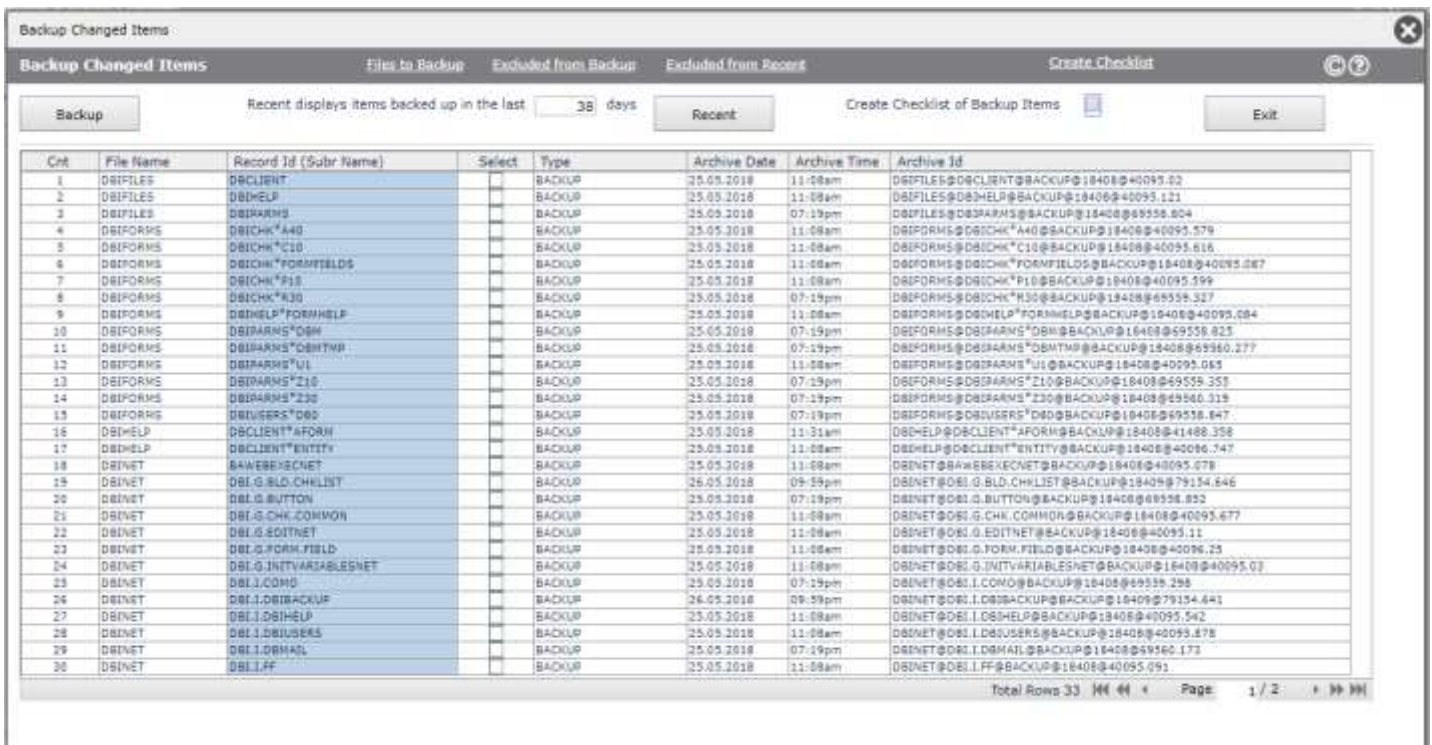 Backup Changed Items
Backup Changed Items Files to Backup Excluded from Backup Excluded from Recent Create Checklist
Backup Recent displays items backed up in the last 38 days Recent Create Checklist of Backup Items Exit
Cnt File Name Record Id (Subr Name) Select Type Archive Date Archive Time Archive Id
1 DBIFILES DBCLIENT BACKUP 25.05.2018 11:08am DBIFILES@DBCLIENT@BACKUP@18408@40095.02
2 DBIFILES DBIHELP BACKUP 25.05.2018 11:08am DBIFILES@DBIHELP@BACKUP@18408@40095.121
3 DBIFILES DBIPARMS BACKUP 25.05.2018 07:19pm DBIFILES@DBIPARMS@BACKUP@18408@69558.804
4 DBIFORMS DBICHK*A40 BACKUP 25.05.2018 11:08am DBIFORMS@DBICHK*A40@BACKUP@18408@40095.579
5 DBIFORMS DBICHK*C10 BACKUP 25.05.2018 11:08am DBIFORMS@DBICHK*C10@BACKUP@18408@40095.616
6 DBIFORMS DBICHK*FORMFIELDS BACKUP 25.05.2018 11:08am DBIFORMS@DBICHK*FORMFIELDS@BACKUP@18408@40095.087
7 DBIFORMS DBICHK*P10 BACKUP 25.05.2018 11:08am DBIFORMS@DBICHK*P10@BACKUP@18408@40095.599
8 DBIFORMS DBICHK*R30 BACKUP 25.05.2018 07:19pm DBIFORMS@DBICHK*R30@BACKUP@18408@69559.327
9 DBIFORMS DBIHELP*FORMHELP BACKUP 25.05.2018 11:08am DBIFORMS@DBIHELP*FORMHELP@BACKUP@18408@40095.084
10 DBIFORMS DBIPARMS*DBM BACKUP 25.05.2018 07:19pm DBIFORMS@DBIPARMS*DBM@BACKUP@18408@69558.825
11 DBIFORMS DBIPARMS*DBMTMP BACKUP 25.05.2018 07:19pm DBIFORMS@DBIPARMS*DBMTMP@BACKUP@18408@69560.277
12 DBIFORMS DBIPARMS*U1 BACKUP 25.05.2018 11:08am DBIFORMS@DBIPARMS*U1@BACKUP@18408@40095.065
13 DBIFORMS DBIPARMS*Z10 BACKUP 25.05.2018 07:19pm DBIFORMS@DBIPARMS*Z10@BACKUP@18408@69559.355
14 DBIFORMS DBIPARMS*Z30 BACKUP 25.05.2018 07:19pm DBIFORMS@DBIPARMS*Z30@BACKUP@18408@69560.319
15 DBIFORMS DBIUSERS*D80 BACKUP 25.05.2018 07:19pm DBIFORMS@DBIUSERS*D80@BACKUP@18408@69558.847
16 DBIHELP DBCLIENT*AFORM BACKUP 25.05.2018 11:31am DBIHELP@DBCLIENT*AFORM@BACKUP@18408@41488.358
17 DBIHELP DBCLIENT*ENTITY BACKUP 25.05.2018 11:08am DBIHELP@DBCLIENT*ENTITY@BACKUP@18408@40096.747
18 DBINET BAWEBEXECNET BACKUP 25.05.2018 11:08am DBINET@BAWEBEXECNET@BACKUP@18408@40095.078
19 DBINET DBI.G.BLD.CHKLIST BACKUP 26.05.2018 09:59pm DBINET@DBI.G.BLD.CHKLIST@BACKUP@18409@79154.646
20 DBINET DBI.G.BUTTON BACKUP 25.05.2018 07:19pm DBINET@DBI.G.BUTTON@BACKUP@18408@69558.852
21 DBINET DBI.G.CHK.COMMON BACKUP 25.05.2018 11:08am DBINET@DBI.G.CHK.COMMON@BACKUP@18408@40095.677
22 DBINET DBI.G.EDITNET BACKUP 25.05.2018 11:08am DBINET@DBI.G.EDITNET@BACKUP@18408@40095.11
23 DBINET DBI.G.FORM.FIELD BACKUP 25.05.2018 11:08am DBINET@DBI.G.FORM.FIELD@BACKUP@18408@40096.25
24 DBINET DBI.G.INITVARIABLESNET BACKUP 25.05.2018 11:08am DBINET@DBI.G.INITVARIABLESNET@BACKUP@18408@40095.03
25 DBINET DBI.I.COMO BACKUP 25.05.2018 07:19pm DBINET@DBI.I.COMO@BACKUP@18408@69559.298
26 DBINET DBI.I.DBIBACKUP BACKUP 26.05.2018 09:59pm DBINET@DBI.I.DBIBACKUP@BACKUP@18409@79154.641
27 DBINET DBI.I.DBIHELP BACKUP 25.05.2018 11:08am DBINET@DBI.I.DBIHELP@BACKUP@18408@40095.542
28 DBINET DBI.I.DBIUSERS BACKUP 25.05.2018 11:08am DBINET@DBI.I.DBIUSERS@BACKUP@18408@40095.878
29 DBINET DBI.I.DBMAIL BACKUP 25.05.2018 07:19pm DBINET@DBI.I.DBMAIL@BACKUP@18408@69560.173
30 DBINET DBI.I.FF BACKUP 25.05.2018 11:08am DBINET@DBI.I.FF@BACKUP@18408@40095.091
Total Rows 33 Page 1 / 2